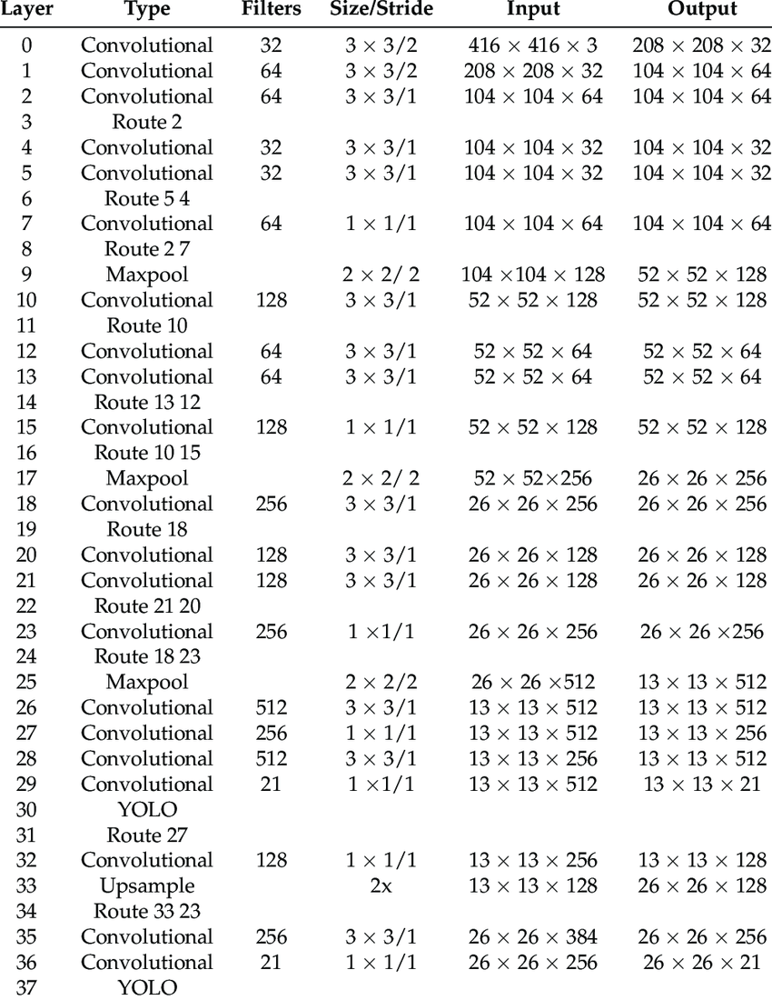 Layer Type Filters Size/Stride Input Output
0 Convolutional 32 3 × 3/2 416 × 416 × 3 208 × 208 × 32
1 Convolutional 64 3 × 3/2 208 × 208 × 32 104 × 104 × 64
2 Convolutional 64 3 × 3/1 104 × 104 × 64 104 × 104 × 64
3 Route 2
4 Convolutional 32 3 × 3/1 104 × 104 × 32 104 × 104 × 32
5 Convolutional 32 3 × 3/1 104 × 104 × 32 104 × 104 × 32
6 Route 5 4
7 Convolutional 64 1 × 1/1 104 × 104 × 64 104 × 104 × 64
8 Route 2 7
9 Maxpool 2 × 2/ 2 104 ×104 × 128 52 × 52 × 128
10 Convolutional 128 3 × 3/1 52 × 52 × 128 52 × 52 × 128
11 Route 10
12 Convolutional 64 3 × 3/1 52 × 52 × 64 52 × 52 × 64
13 Convolutional 64 3 × 3/1 52 × 52 × 64 52 × 52 × 64
14 Route 13 12
15 Convolutional 128 1 × 1/1 52 × 52 × 128 52 × 52 × 128
16 Route 10 15
17 Maxpool 2 × 2/ 2 52 × 52×256 26 × 26 × 256
18 Convolutional 256 3 × 3/1 26 × 26 × 256 26 × 26 × 256
19 Route 18
20 Convolutional 128 3 × 3/1 26 × 26 × 128 26 × 26 × 128
21 Convolutional 128 3 × 3/1 26 × 26 × 128 26 × 26 × 128
22 Route 21 20
23 Convolutional 256 1 ×1/1 26 × 26 × 256 26 × 26 ×256
24 Route 18 23
25 Maxpool 2 × 2/2 26 × 26 ×512 13 × 13 × 512
26 Convolutional 512 3 × 3/1 13 × 13 × 512 13 × 13 × 512
27 Convolutional 256 1 × 1/1 13 × 13 × 512 13 × 13 × 256
28 Convolutional 512 3 × 3/1 13 × 13 × 256 13 × 13 × 512
29 Convolutional 21 1 ×1/1 13 × 13 × 512 13 × 13 × 21
30 YOLO
31 Route 27
32 Convolutional 128 1 × 1/1 13 × 13 × 256 13 × 13 × 128
33 Upsample 2x 13 × 13 × 128 26 × 26 × 128
34 Route 33 23
35 Convolutional 256 3 × 3/1 26 × 26 × 384 26 × 26 × 256
36 Convolutional 21 1 × 1/1 26 × 26 × 256 26 × 26 × 21
37 YOLO